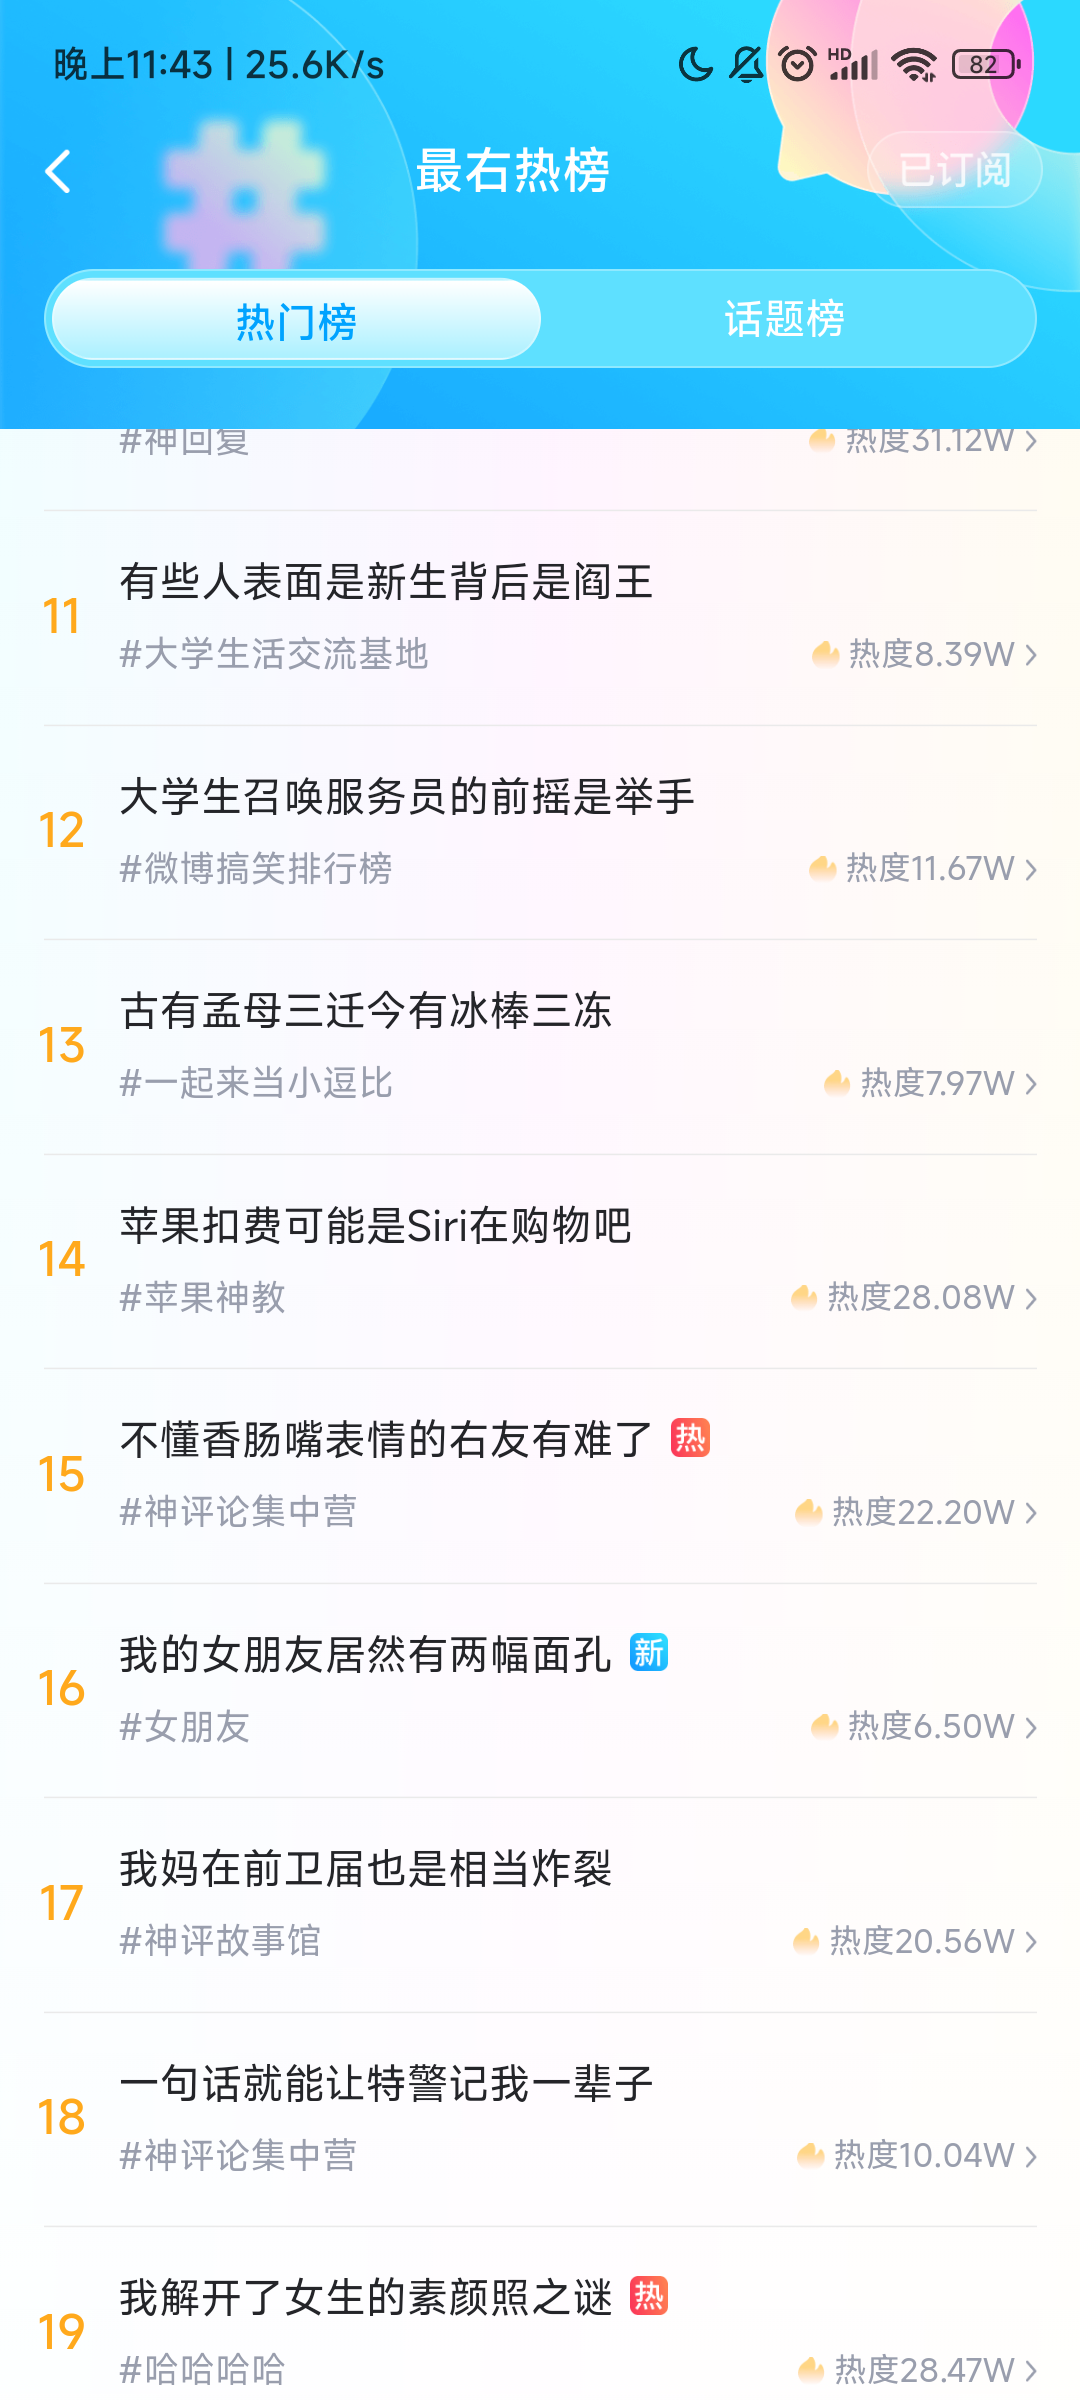 晚上11:43 | 25.6K/s
HD
82
最右热榜
已订阅
热门榜
话题榜
#神回复
热度31.12W
11
有些人表面是新生背后是阎王
#大学生活交流基地
热度8.39W
12
大学生召唤服务员的前摇是举手
#微博搞笑排行榜
热度11.67W
13
古有孟母三迁今有冰棒三冻
#一起来当小逗比
热度7.97W
14
苹果扣费可能是Siri在购物吧
#苹果神教
热度28.08W
15
不懂香肠嘴表情的右友有难了 热
#神评论集中营
热度22.20W
16
我的女朋友居然有两幅面孔 新
#女朋友
热度6.50W
17
我妈在前卫届也是相当炸裂
#神评故事馆
热度20.56W
18
一句话就能让特警记我一辈子
#神评论集中营
热度10.04W
19
我解开了女生的素颜照之谜 热
#哈哈哈哈
热度28.47W